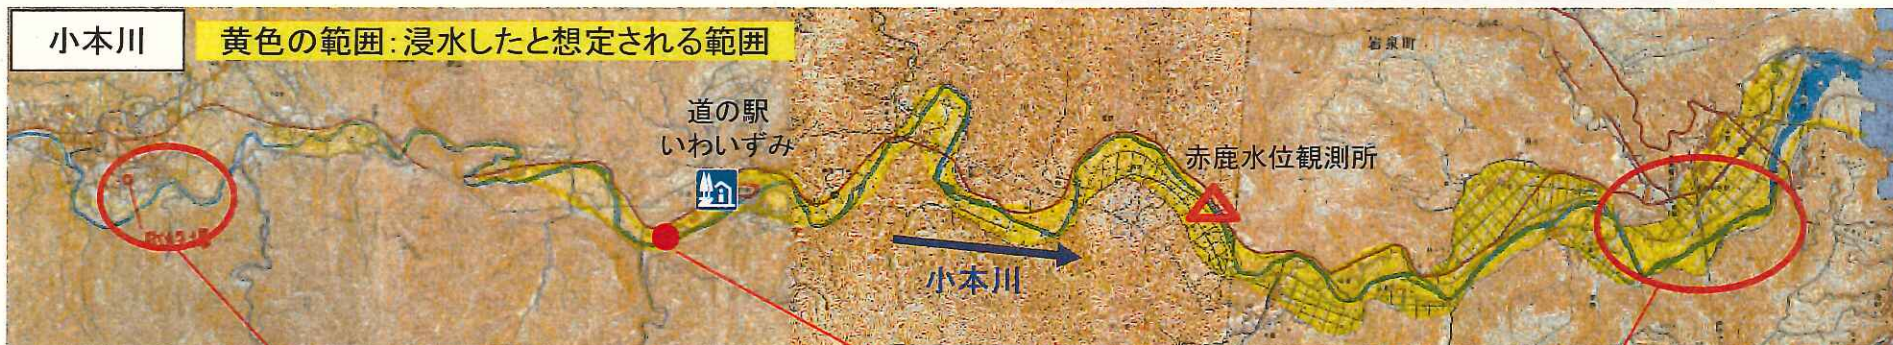 小本川
黄色の範囲：浸水したと想定される範囲
岩泉町
道の駅
いわいずみ
赤鹿水位観測所
小本川